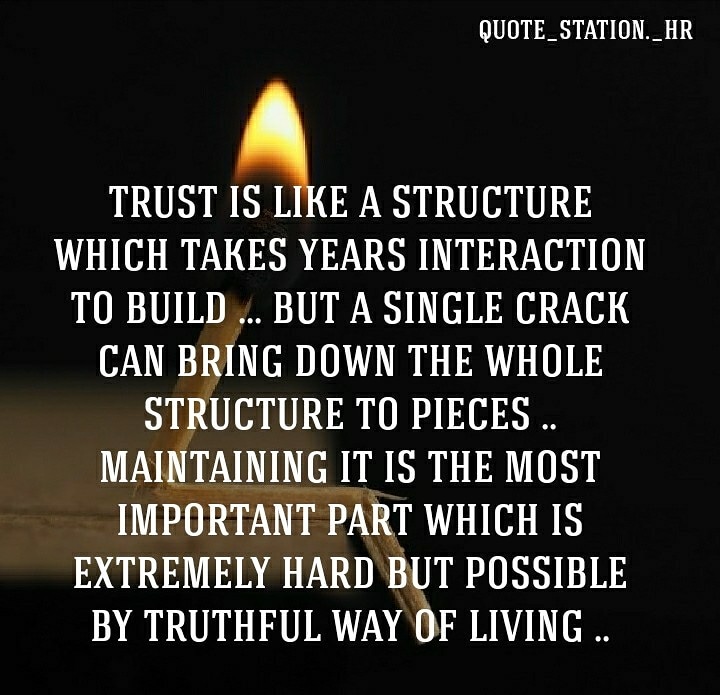 QUOTE_STATION._HR
TRUST IS LIKE A STRUCTURE
WHICH TAKES YEARS INTERACTION
TO BUILD ... BUT A SINGLE CRACK
CAN BRING DOWN THE WHOLE
STRUCTURE TO PIECES ..
MAINTAINING IT IS THE MOST
IMPORTANT PART WHICH IS
EXTREMELY HARD BUT POSSIBLE
BY TRUTHFUL WAY OF LIVING ..